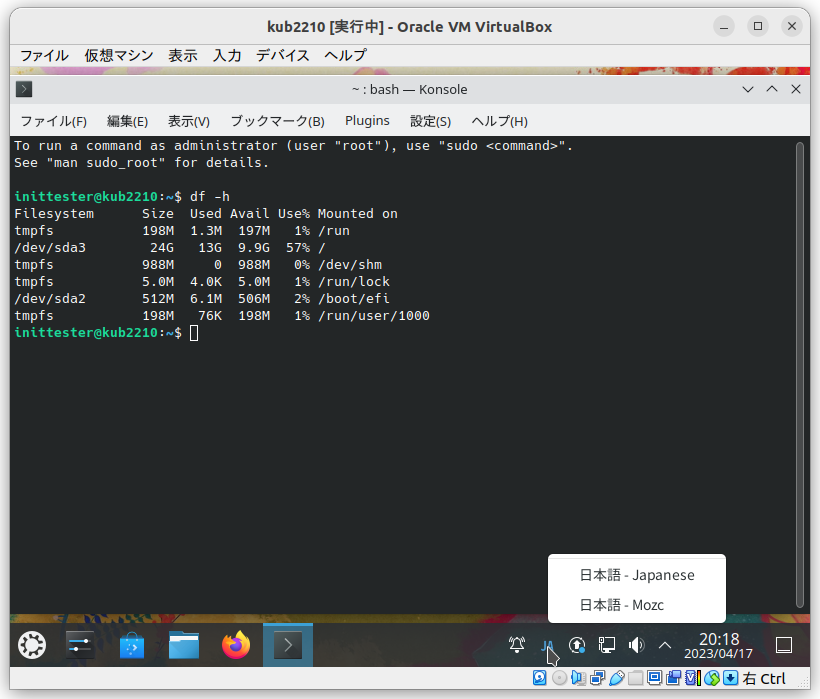 kub2210 [実行中] - Oracle VM VirtualBox
ファイル 仮想マシン 表示 入力 デバイス ヘルプ
~ : bash — Konsole
ファイル(F) 編集(E) 表示(V) ブックマーク(B) Plugins 設定(S) ヘルプ(H)
To run a command as administrator (user "root"), use "sudo <command>".
See "man sudo_root" for details.
inittester@kub2210:~$ df -h
Filesystem Size Used Avail Use% Mounted on
tmpfs 198M 1.3M 197M 1% /run
/dev/sda3 24G 13G 9.9G 57% /
tmpfs 988M 0 988M 0% /dev/shm
tmpfs 5.0M 4.0K 5.0M 1% /run/lock
/dev/sda2 512M 6.1M 506M 2% /boot/efi
tmpfs 198M 76K 198M 1% /run/user/1000
inittester@kub2210:~$
日本語 - Japanese
日本語 - Mozc
JA
20:18
2023/04/17
右 Ctrl